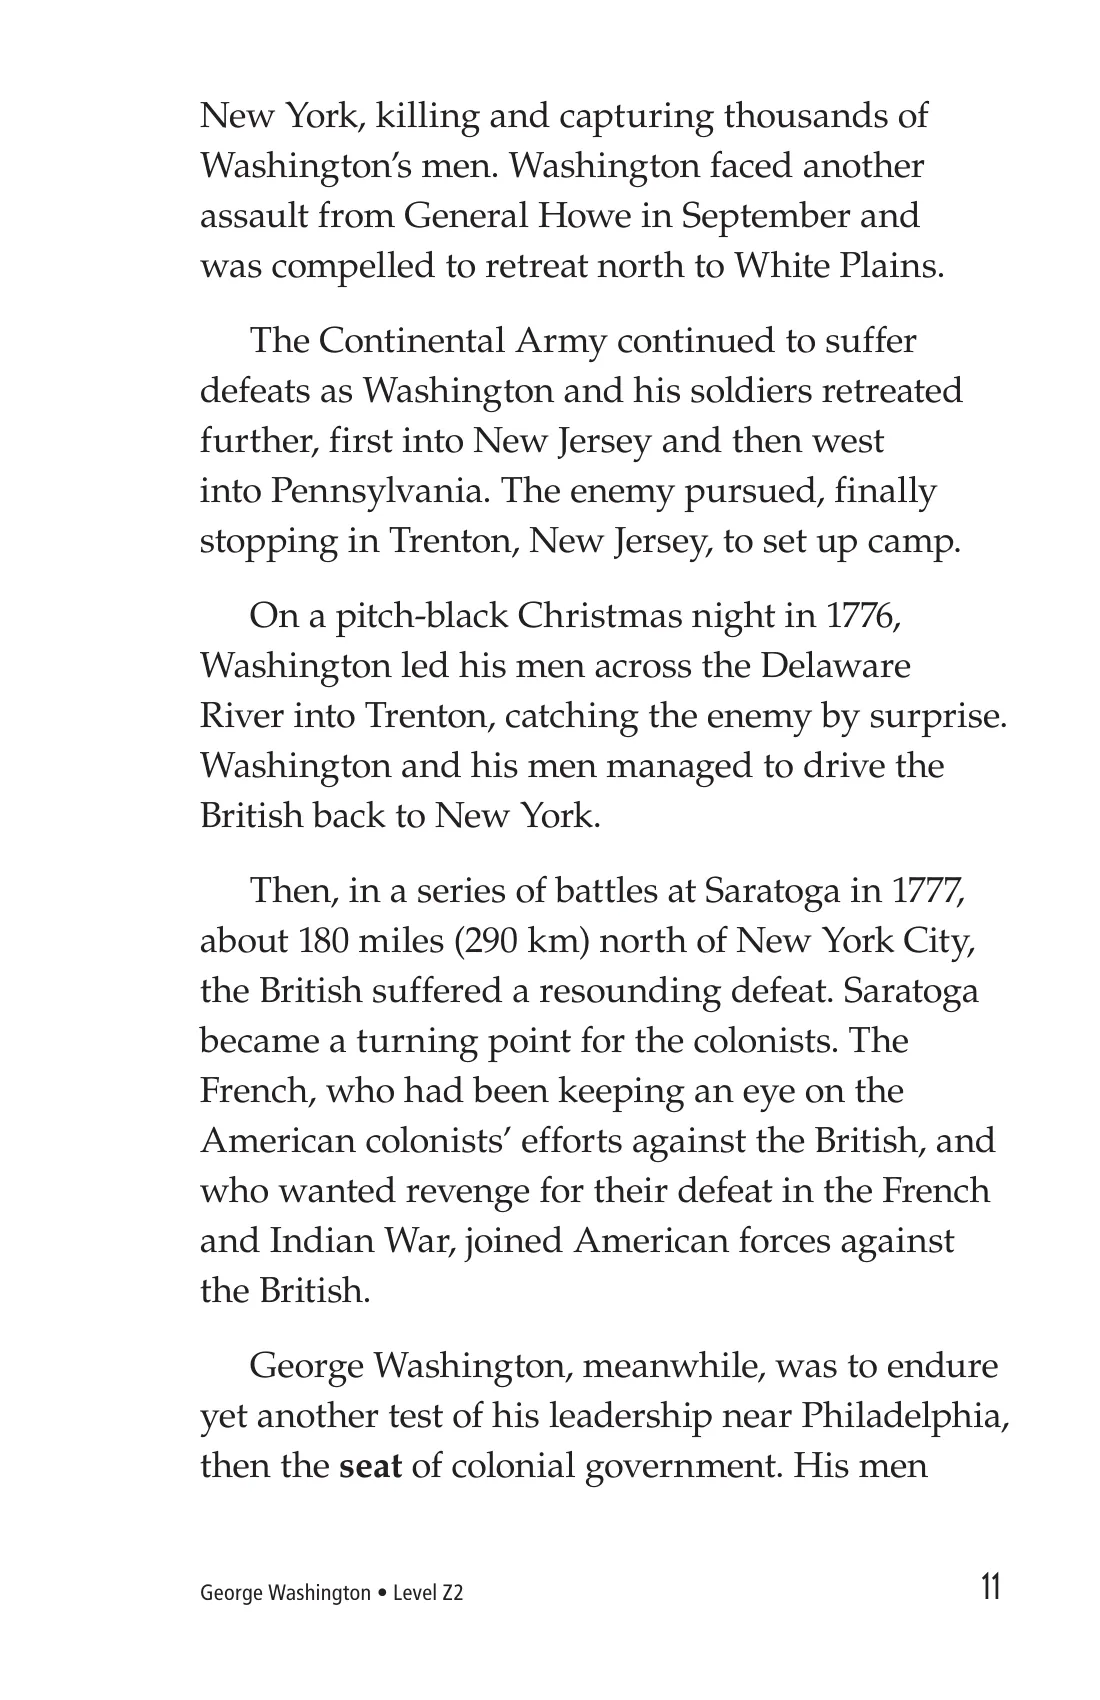 New York, killing and capturing thousands of
Washington’s men. Washington faced another
assault from General Howe in September and
was compelled to retreat north to White Plains.
The Continental Army continued to suffer
defeats as Washington and his soldiers retreated
further, first into New Jersey and then west
into Pennsylvania. The enemy pursued, finally
stopping in Trenton, New Jersey, to set up camp.
On a pitch-black Christmas night in 1776,
Washington led his men across the Delaware
River into Trenton, catching the enemy by surprise.
Washington and his men managed to drive the
British back to New York.
Then, in a series of battles at Saratoga in 1777,
about 180 miles (290 km) north of New York City,
the British suffered a resounding defeat. Saratoga
became a turning point for the colonists. The
French, who had been keeping an eye on the
American colonists’ efforts against the British, and
who wanted revenge for their defeat in the French
and Indian War, joined American forces against
the British.
George Washington, meanwhile, was to endure
yet another test of his leadership near Philadelphia,
then the seat of colonial government. His men
George Washington • Level Z2
11